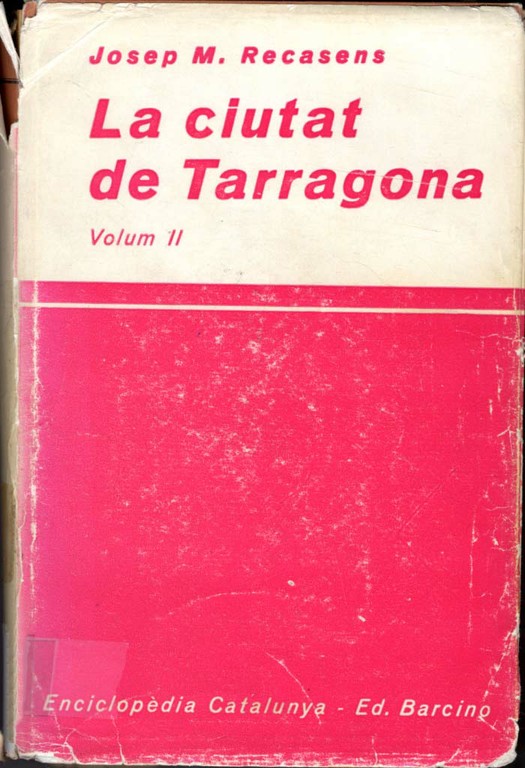 Josep M. Recasens
La ciutat
de Tarragona
Volum II
Enciclopèdia Catalunya - Ed. Barcino